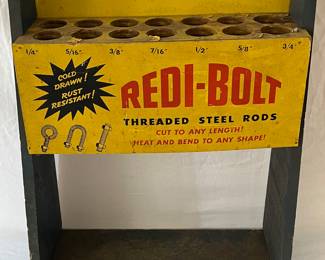 1/4" 5/16" 3/8" 7/16" 1/2" 5/8" 3/4"
COLD
DRAWN!
RUST
RESISTANT!
REDI-BOLT
THREADED STEEL RODS
CUT TO ANY LENGTH!
HEAT AND BEND TO ANY SHAPE!